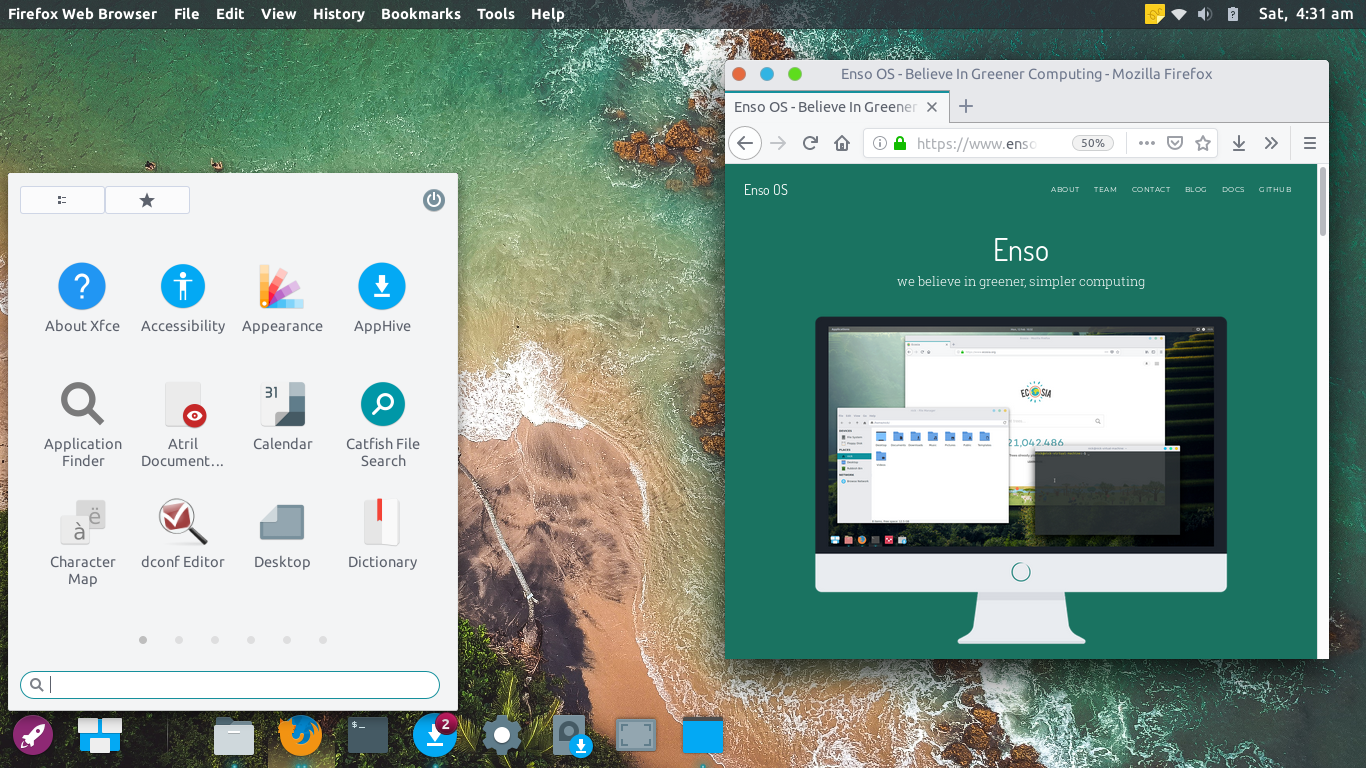 Firefox Web Browser File Edit View History Bookmarks Tools Help
Sat, 4:31 am
Enso OS - Believe In Greener Computing - Mozilla Firefox
Enso OS - Believe In Greener
https://www.enso
50%
Enso OS
ABOUT TEAM CONTACT BLOG DOCS GITHUB
Enso
we believe in greener, simpler computing
ECOSIA
21,042,486
About Xfce
Accessibility
Appearance
AppHive
31
Application
Finder
Atril
Document...
Calendar
Catfish File
Search
à ë
Character
Map
dconf Editor
Desktop
Dictionary
$_
2